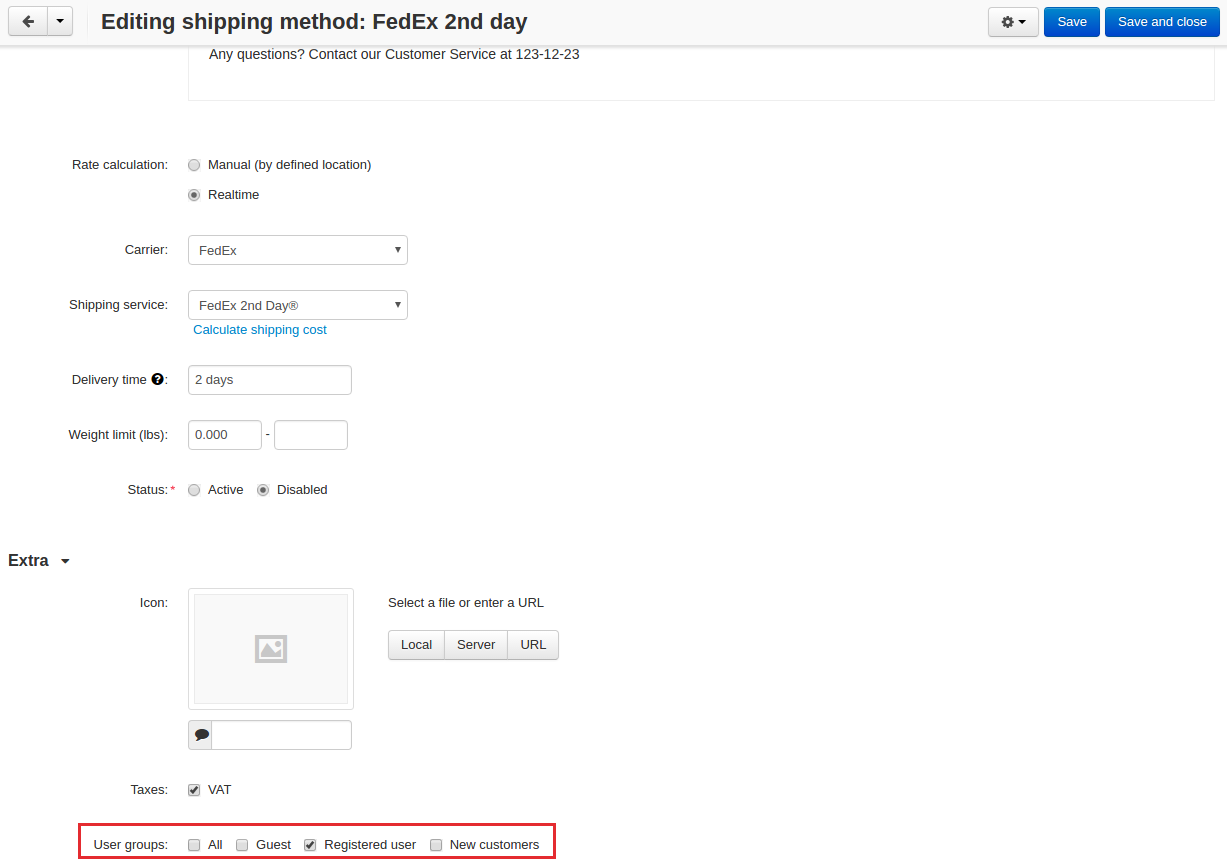 Editing shipping method: FedEx 2nd day
Save
Save and close
Any questions? Contact our Customer Service at 123-12-23
Rate calculation: Manual (by defined location)
Realtime
Carrier: FedEx
Shipping service: FedEx 2nd Day®
Calculate shipping cost
Delivery time ?: 2 days
Weight limit (lbs): 0.000 -
Status:* Active Disabled
Extra
Icon: Select a file or enter a URL
Local Server URL
Taxes: VAT
User groups: All Guest Registered user New customers